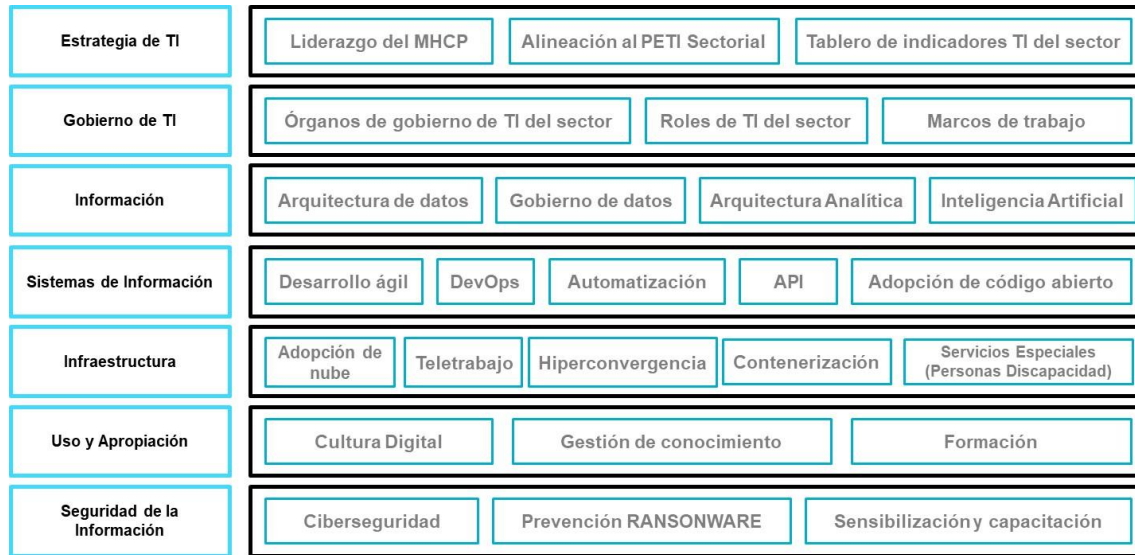 Estrategia de TI
Liderazgo del MHCP
Alineación al PETI Sectorial
Tablero de indicadores TI del sector
Gobierno de TI
Órganos de gobierno de TI del sector
Roles de TI del sector
Marcos de trabajo
Información
Arquitectura de datos
Gobierno de datos
Arquitectura Analítica
Inteligencia Artificial
Sistemas de Información
Desarrollo ágil
DevOps
Automatización
API
Adopción de código abierto
Infraestructura
Adopción de
nube
Teletrabajo
Hiperconvergencia
Contenerización
Servicios Especiales
(Personas Discapacidad)
Uso y Apropiación
Cultura Digital
Gestión de conocimiento
Formación
Seguridad de la
Información
Ciberseguridad
Prevención RANSONWARE
Sensibilización y capacitación